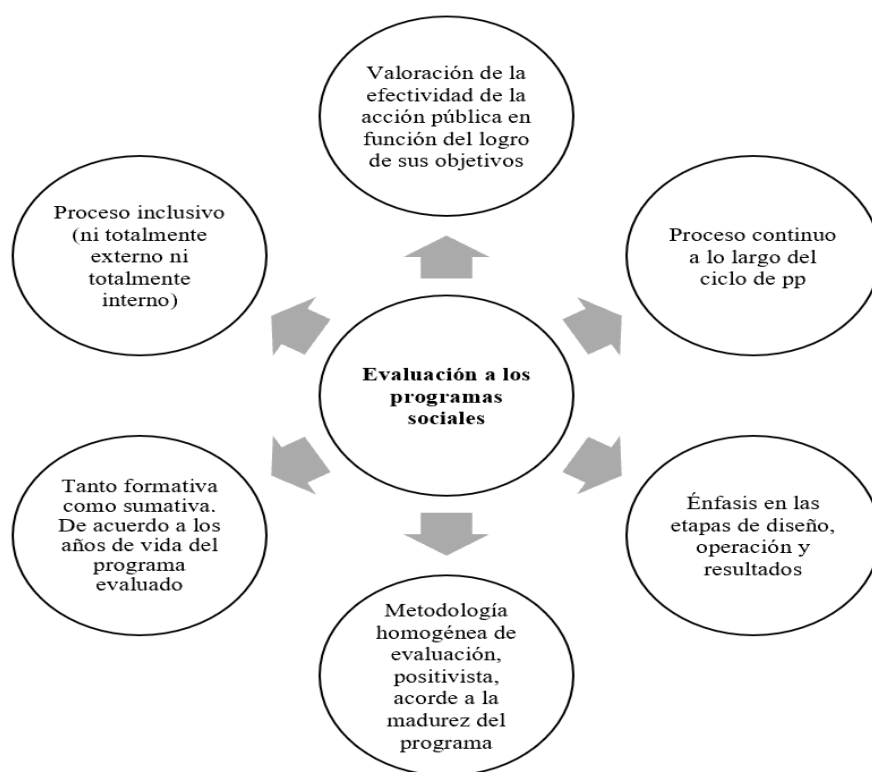 Valoración de la
efectividad de la
acción pública en
función del logro
de sus objetivos
Proceso inclusivo
(ni totalmente
externo ni
totalmente
interno)
Proceso continuo
a lo largo del
ciclo de pp
Evaluación a los
programas
sociales
Tanto formativa
como sumativa.
De acuerdo a los
años de vida del
programa
evaluado
Énfasis en las
etapas de diseño,
operación y
resultados
Metodología
homogénea de
evaluación,
positivista,
acorde a la
madurez del
programa